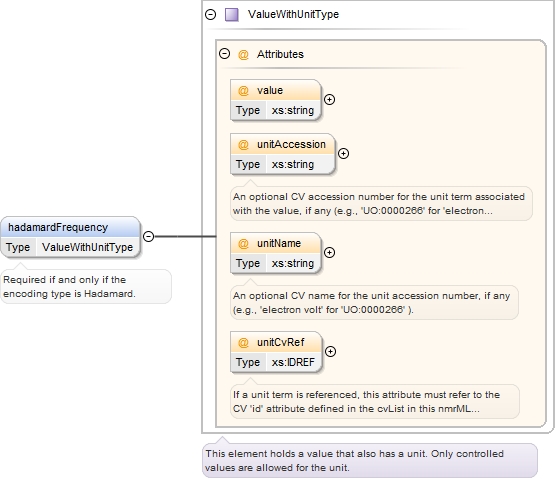 ValueWithUnitType
@ Attributes
@ value
Type xs:string
@ unitAccession
Type xs:string
An optional CV accession number for the unit term associated
with the value, if any (e.g., 'UO:0000266' for 'electron...
hadamardFrequency
Type ValueWithUnitType
Required if and only if the
encoding type is Hadamard.
@ unitName
Type xs:string
An optional CV name for the unit accession number, if any
(e.g., 'electron volt' for 'UO:0000266' ).
@ unitCvRef
Type xs:IDREF
If a unit term is referenced, this attribute must refer to the
CV 'id' attribute defined in the cvList in this nmrML...
This element holds a value that also has a unit. Only controlled
values are allowed for the unit.